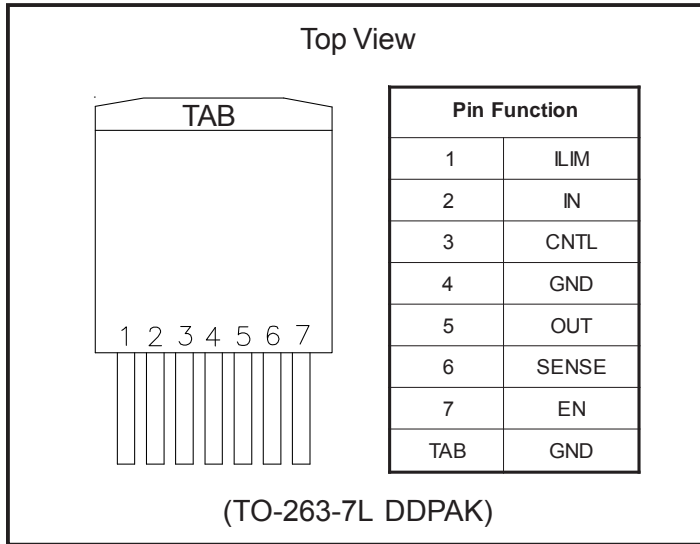 Top View
TAB
1 2 3 4 5 6 7
Pin Function
1 ILIM
2 IN
3 CNTL
4 GND
5 OUT
6 SENSE
7 EN
TAB GND
(TO-263-7L DDPAK)